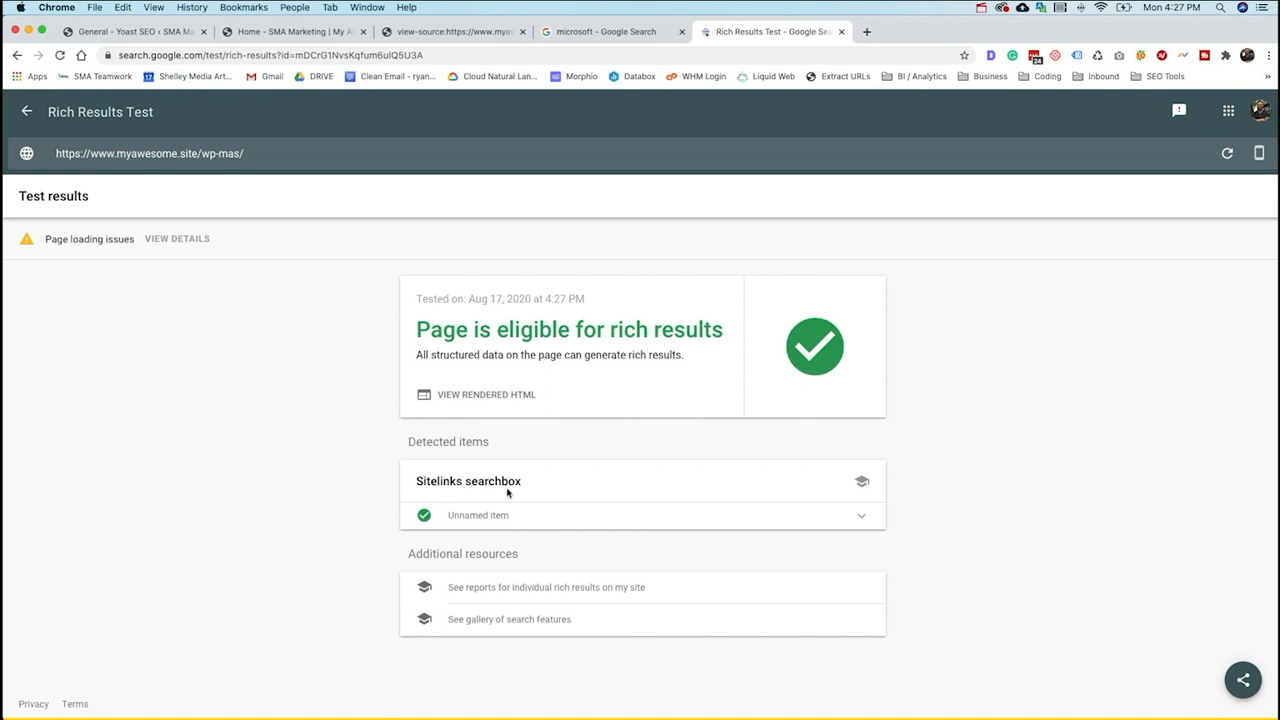 Chrome File Edit View History Bookmarks People Tab Window Help
24
Mon 4:27 PM
General - Yoast SEO ‹ SMA Ma
Home - SMA Marketing | My A
view-source:https://www.myaw
microsoft - Google Search
Rich Results Test - Google Sea
search.google.com/test/rich-results?id=mDCrG1NvsKqfum6ulQ5U3A
Apps SMA Teamwork Shelley Media Art... Gmail DRIVE Clean Email - ryan... Cloud Natural Lan... Morphio Databox WHM Login Liquid Web Extract URLs BI / Analytics Business Coding Inbound SEO Tools »
Rich Results Test
https://www.myawesome.site/wp-mas/
Test results
Page loading issues VIEW DETAILS
Tested on: Aug 17, 2020 at 4:27 PM
Page is eligible for rich results
All structured data on the page can generate rich results.
VIEW RENDERED HTML
Detected items
Sitelinks searchbox
Unnamed item
Additional resources
See reports for individual rich results on my site
See gallery of search features
Privacy Terms